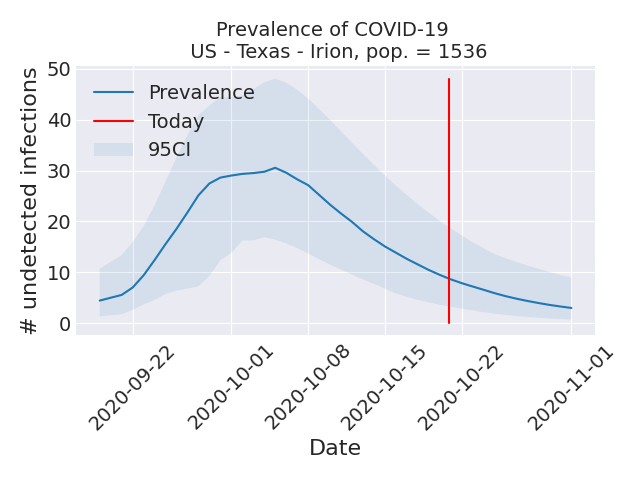 Prevalence of COVID-19
US - Texas - Irion, pop. = 1536
# undetected infections
50
40
30
20
10
0
Prevalence
Today
95CI
2020-09-22
2020-10-01
2020-10-08
2020-10-15
2020-10-22
2020-11-01
Date